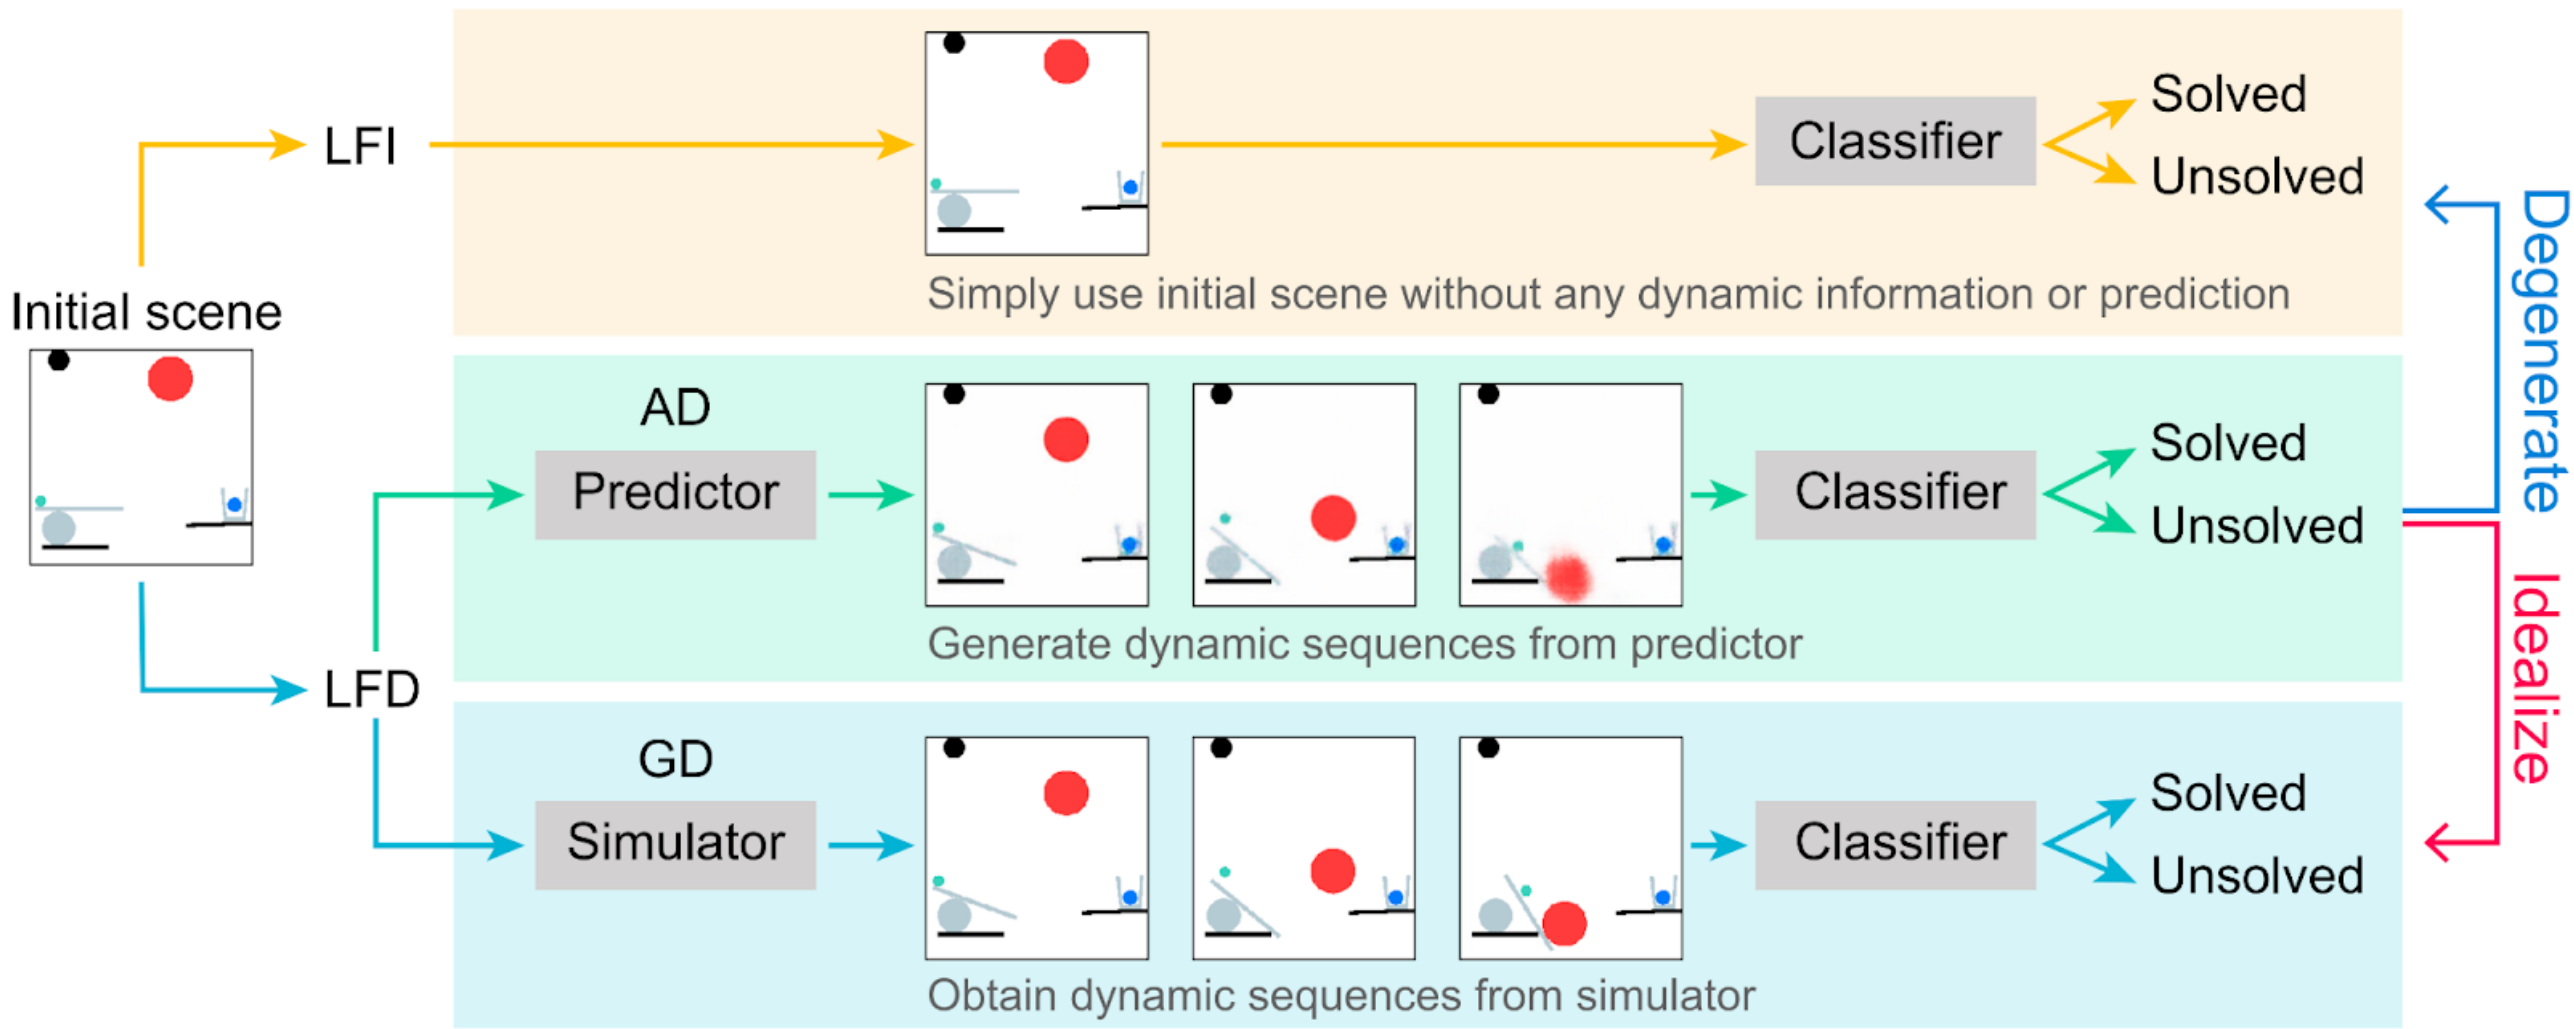 Initial scene
LFI
Classifier
Solved
Unsolved
Simply use initial scene without any dynamic information or prediction
LFD
AD
Predictor
Classifier
Solved
Unsolved
Generate dynamic sequences from predictor
GD
Simulator
Classifier
Solved
Unsolved
Obtain dynamic sequences from simulator
Degenerate
Idealize